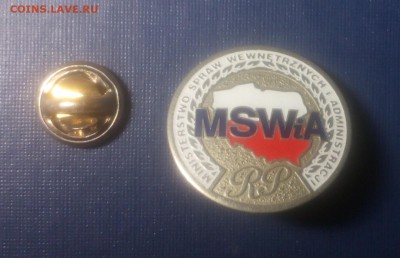 COINS.LAVE.RU
MINISTERSTWO SPRAW WEWNĘTRZNYCH I ADMINISTRACJI
MSWiA
RP